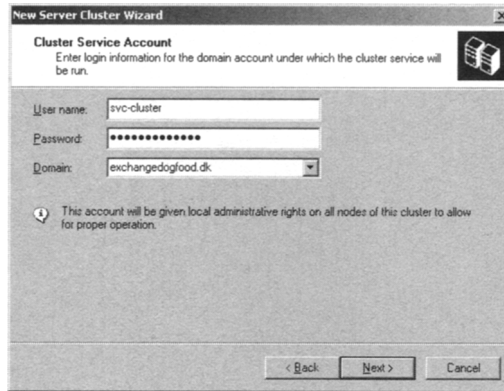 New Server Cluster Wizard
Cluster Service Account
Enter login information for the domain account under which the cluster service will
be run.
User name: svc-cluster
Password: •••••••••••••
Domain: exchangedogfood.dk
This account will be given local administrative rights on all nodes of this cluster to allow
for proper operation.
< Back Next > Cancel